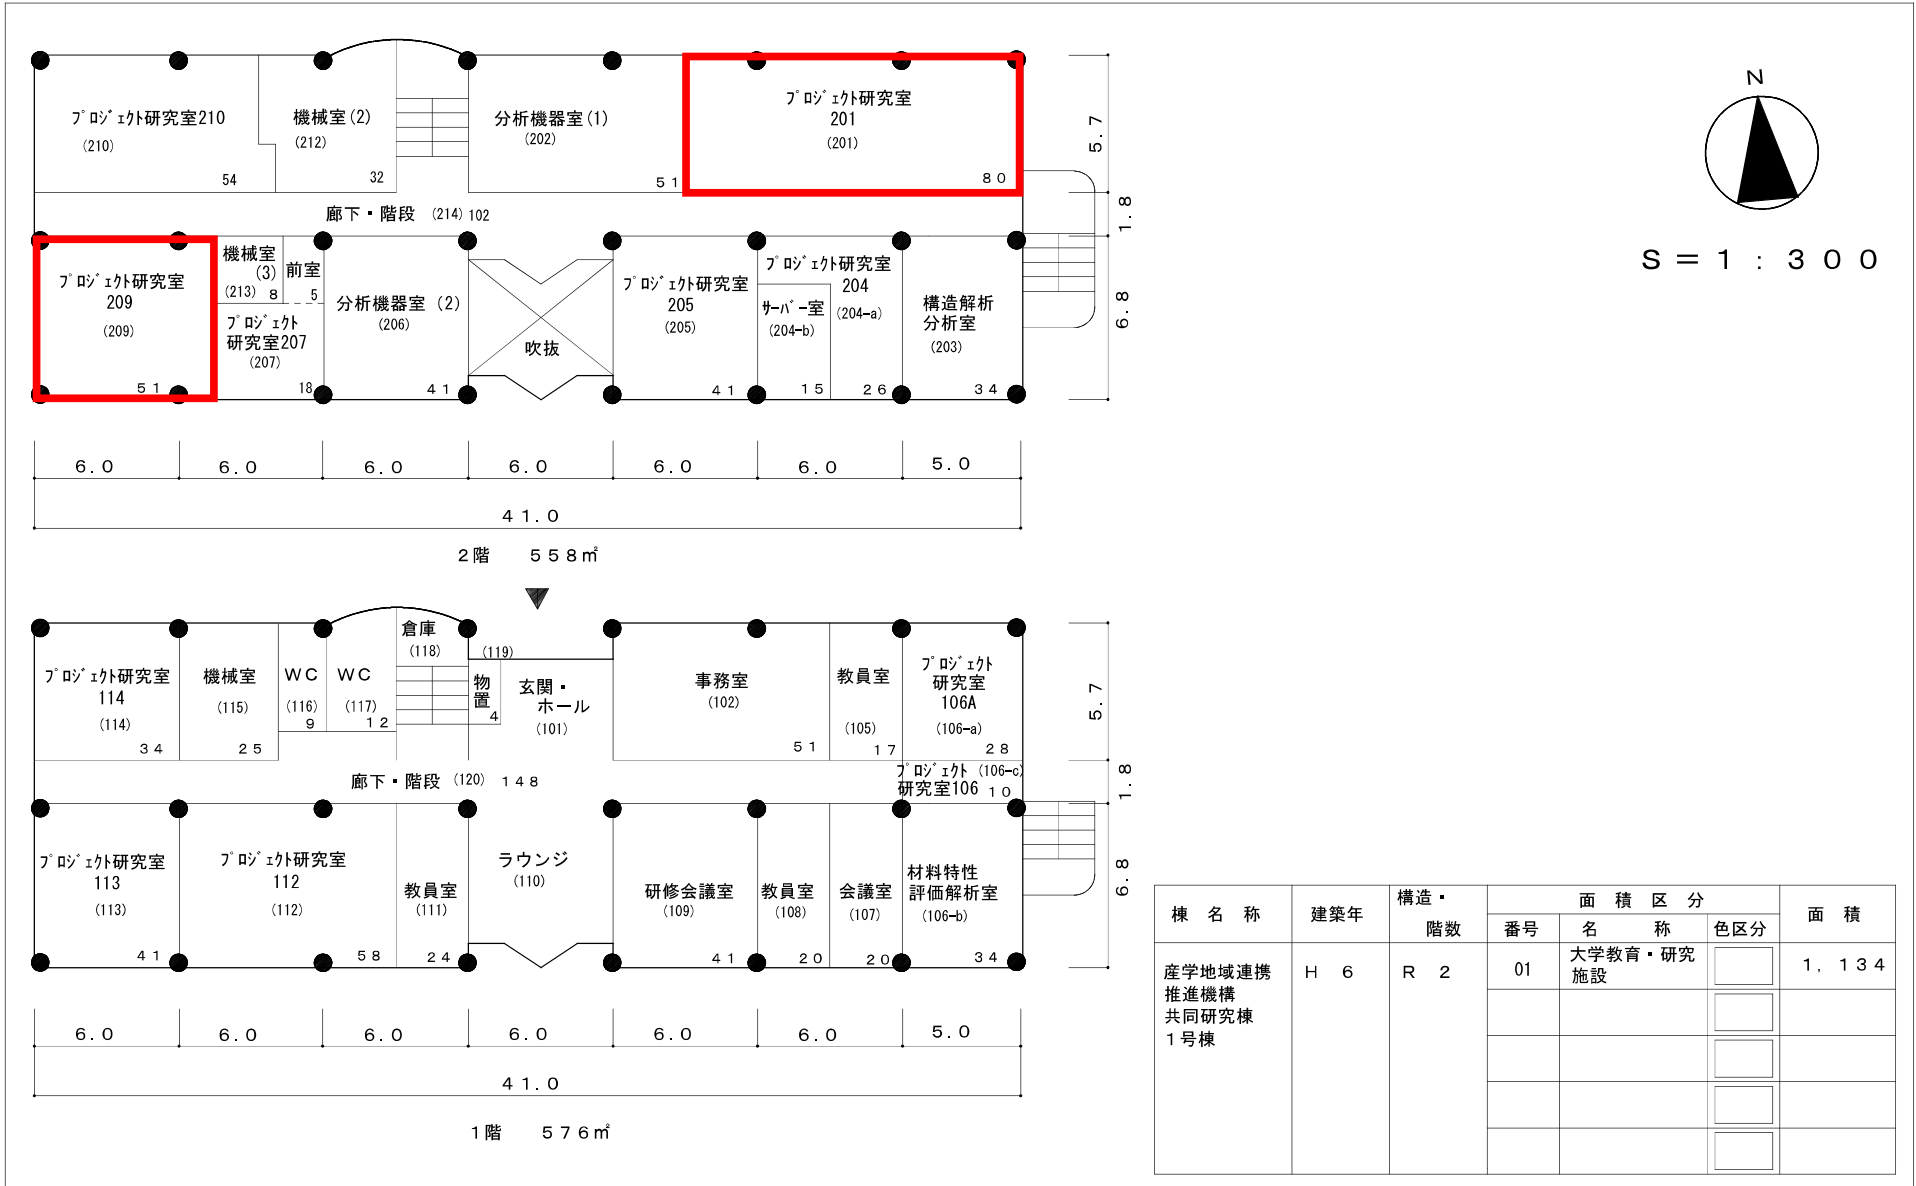 プロジェクト研究室210
(210)
54
機械室(2)
(212)
32
分析機器室(1)
(202)
51
プロジェクト研究室
201
(201)
80
5.7
1.8
6.8
N
S=1:300
廊下・階段 (214) 102
プロジェクト研究室
209
(209)
51
機械室
(3)
(213) 8
前室
5
プロジェクト
研究室207
(207)
18
分析機器室(2)
(206)
41
吹抜
プロジェクト研究室
205
(205)
41
プロジェクト研究室
204
(204-a)
26
サーバー室
(204-b)
15
構造解析
分析室
(203)
34
6.0 6.0 6.0 6.0 6.0 6.0 5.0
41.0
2階 558㎡
プロジェクト研究室
114
(114)
34
機械室
(115)
25
WC
(116)
9
WC
(117)
12
倉庫
(118)
(119)
物置
4
玄関・
ホール
(101)
事務室
(102)
51
教員室
(105)
17
プロジェクト
研究室
106A
(106-a)
28
5.7
1.8
6.8
廊下・階段 (120) 148
プロジェクト (106-c)
研究室106 10
プロジェクト研究室
113
(113)
41
プロジェクト研究室
112
(112)
58
教員室
(111)
24
ラウンジ
(110)
研修会議室
(109)
41
教員室
(108)
20
会議室
(107)
20
材料特性
評価解析室
(106-b)
34
6.0 6.0 6.0 6.0 6.0 6.0 5.0
41.0
1階 576㎡
棟名称 建築年 構造・階数 面積区分 面積
番号 名称 色区分
産学地域連携
推進機構
共同研究棟
1号棟
H6 R2 01 大学教育・研究
施設
1,134